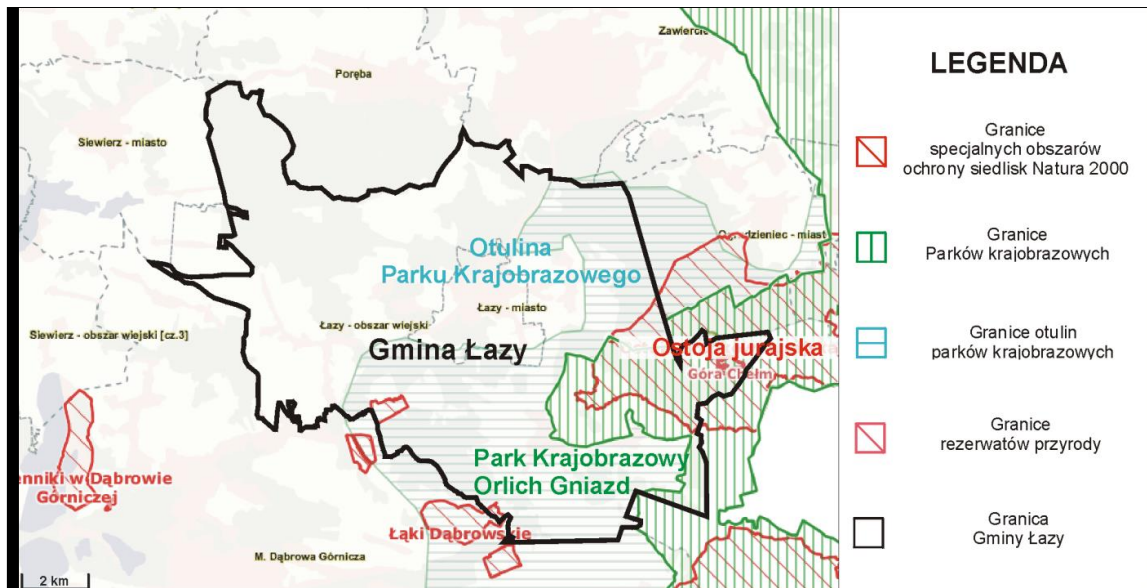 Zawiercie
Poręba
Siewierz - miasto
Otulina
Parku Krajobrazowego
Łazy - miasto
Siewierz - obszar wiejski [cz.3]
Łazy - obszar wiejski
Gmina Łazy
Ostoja jurajska
Góra Chełm
Park Krajobrazowy
Orlich Gniazd
enniki w Dąbrowie
Górniczej
Łąki Dąbrowskie
M. Dąbrowa Górnicza
2 km
LEGENDA
Granice
specjalnych obszarów
ochrony siedlisk Natura 2000
Granice
Parków krajobrazowych
Granice otulin
parków krajobrazowych
Granice
rezerwatów przyrody
Granica
Gminy Łazy